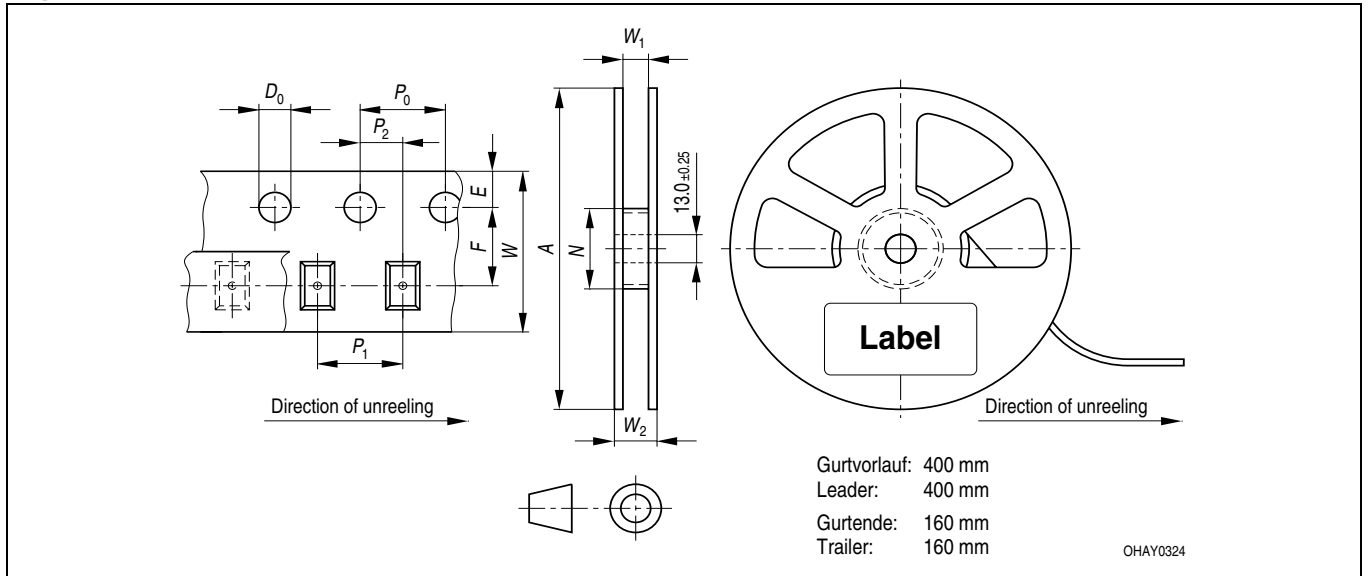 W₁
D₀
P₀
P₂
E
F
W
A
N
13.0 ±0.25
P₁
Label
Direction of unreeling
W₂
Direction of unreeling
Gurtvorlauf: 400 mm
Leader: 400 mm
Gurtende: 160 mm
Trailer: 160 mm
OHAY0324